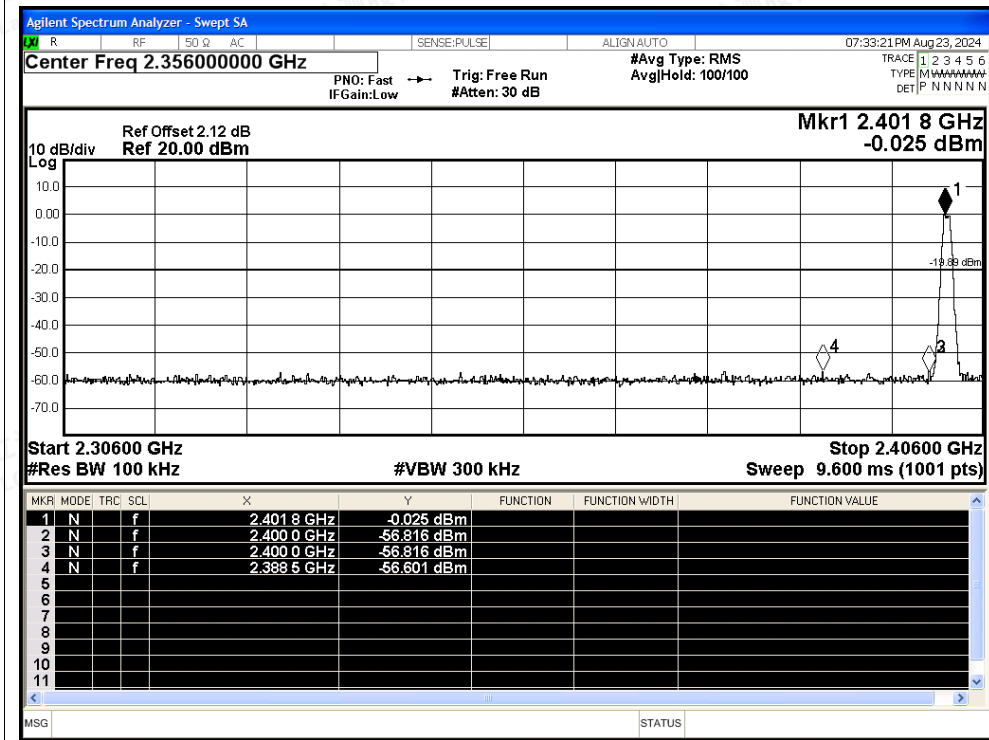 Agilent Spectrum Analyzer - Swept SA
LXI R RF 50 Ω AC SENSE:PULSE ALIGN AUTO 07:33:21 PM Aug 23, 2024
Center Freq 2.356000000 GHz
PNO: Fast
IFGain:Low
Trig: Free Run
#Atten: 30 dB
#Avg Type: RMS
Avg|Hold: 100/100
TRACE 1 2 3 4 5 6
TYPE M WWWWW
DET P N N N N N
Mkr1 2.401 8 GHz
-0.025 dBm
Ref Offset 2.12 dB
10 dB/div Ref 20.00 dBm
Log
10.0
0.00
-10.0
-20.0
-30.0
-40.0
-50.0
-60.0
-70.0
1
-19.89 dBm
4
3
Start 2.30600 GHz Stop 2.40600 GHz
#Res BW 100 kHz #VBW 300 kHz Sweep 9.600 ms (1001 pts)
MKR MODE TRC SCL X Y FUNCTION FUNCTION WIDTH FUNCTION VALUE
1 N f 2.401 8 GHz -0.025 dBm
2 N f 2.400 0 GHz -56.816 dBm
3 N f 2.400 0 GHz -56.816 dBm
4 N f 2.388 5 GHz -56.601 dBm
5
6
7
8
9
10
11
MSG STATUS